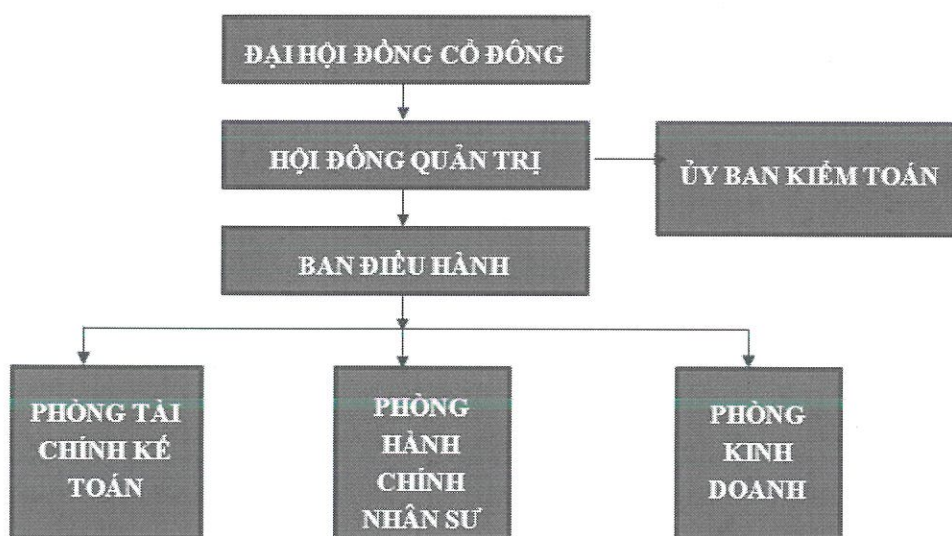 ĐẠI HỘI ĐỒNG CỔ ĐÔNG
HỘI ĐỒNG QUẢN TRỊ
ỦY BAN KIỂM TOÁN
BAN ĐIỀU HÀNH
PHÒNG TÀI
CHÍNH KẾ
TOÁN
PHÒNG
HÀNH
CHÍNH
NHÂN SƯ
PHÒNG
KINH
DOANH